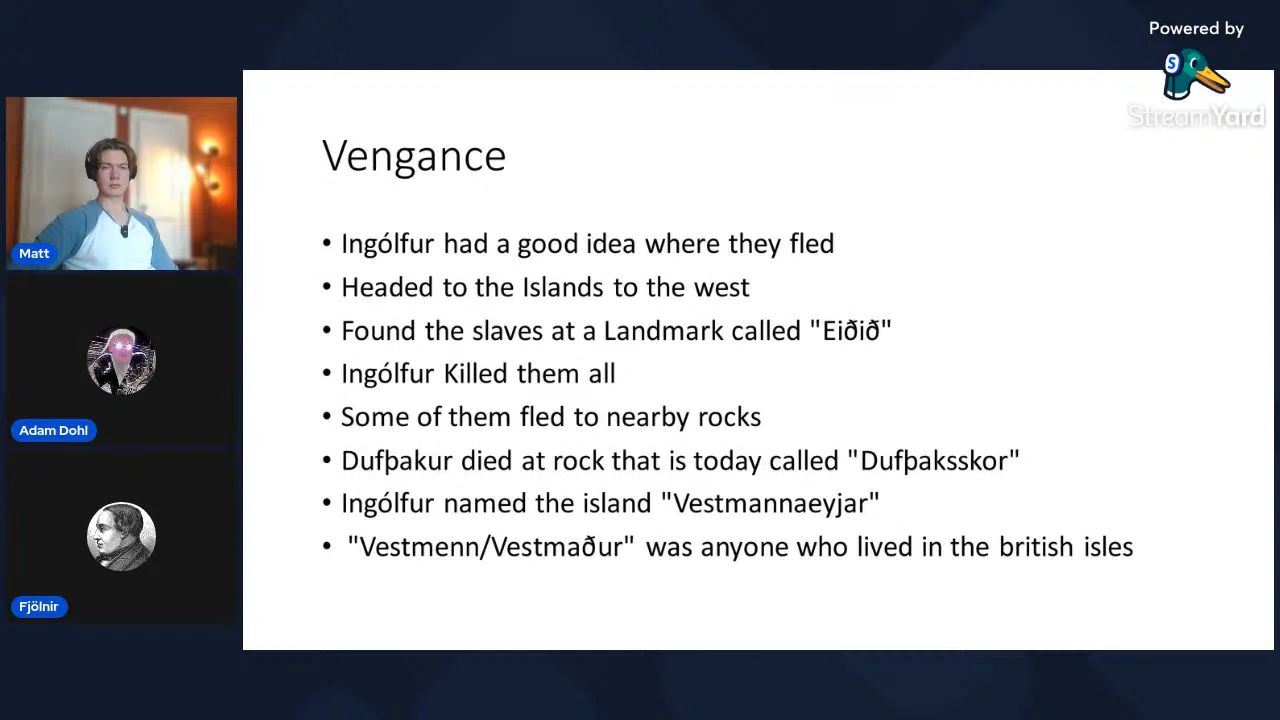 Powered by
StreamYard
Vengance
• Ingólfur had a good idea where they fled
• Headed to the Islands to the west
• Found the slaves at a Landmark called "Eiðið"
• Ingólfur Killed them all
• Some of them fled to nearby rocks
• Dufþakur died at rock that is today called "Dufþaksskor"
• Ingólfur named the island "Vestmannaeyjar"
• "Vestmenn/Vestmaður" was anyone who lived in the british isles
Matt
Adam Dohl
Fjölnir